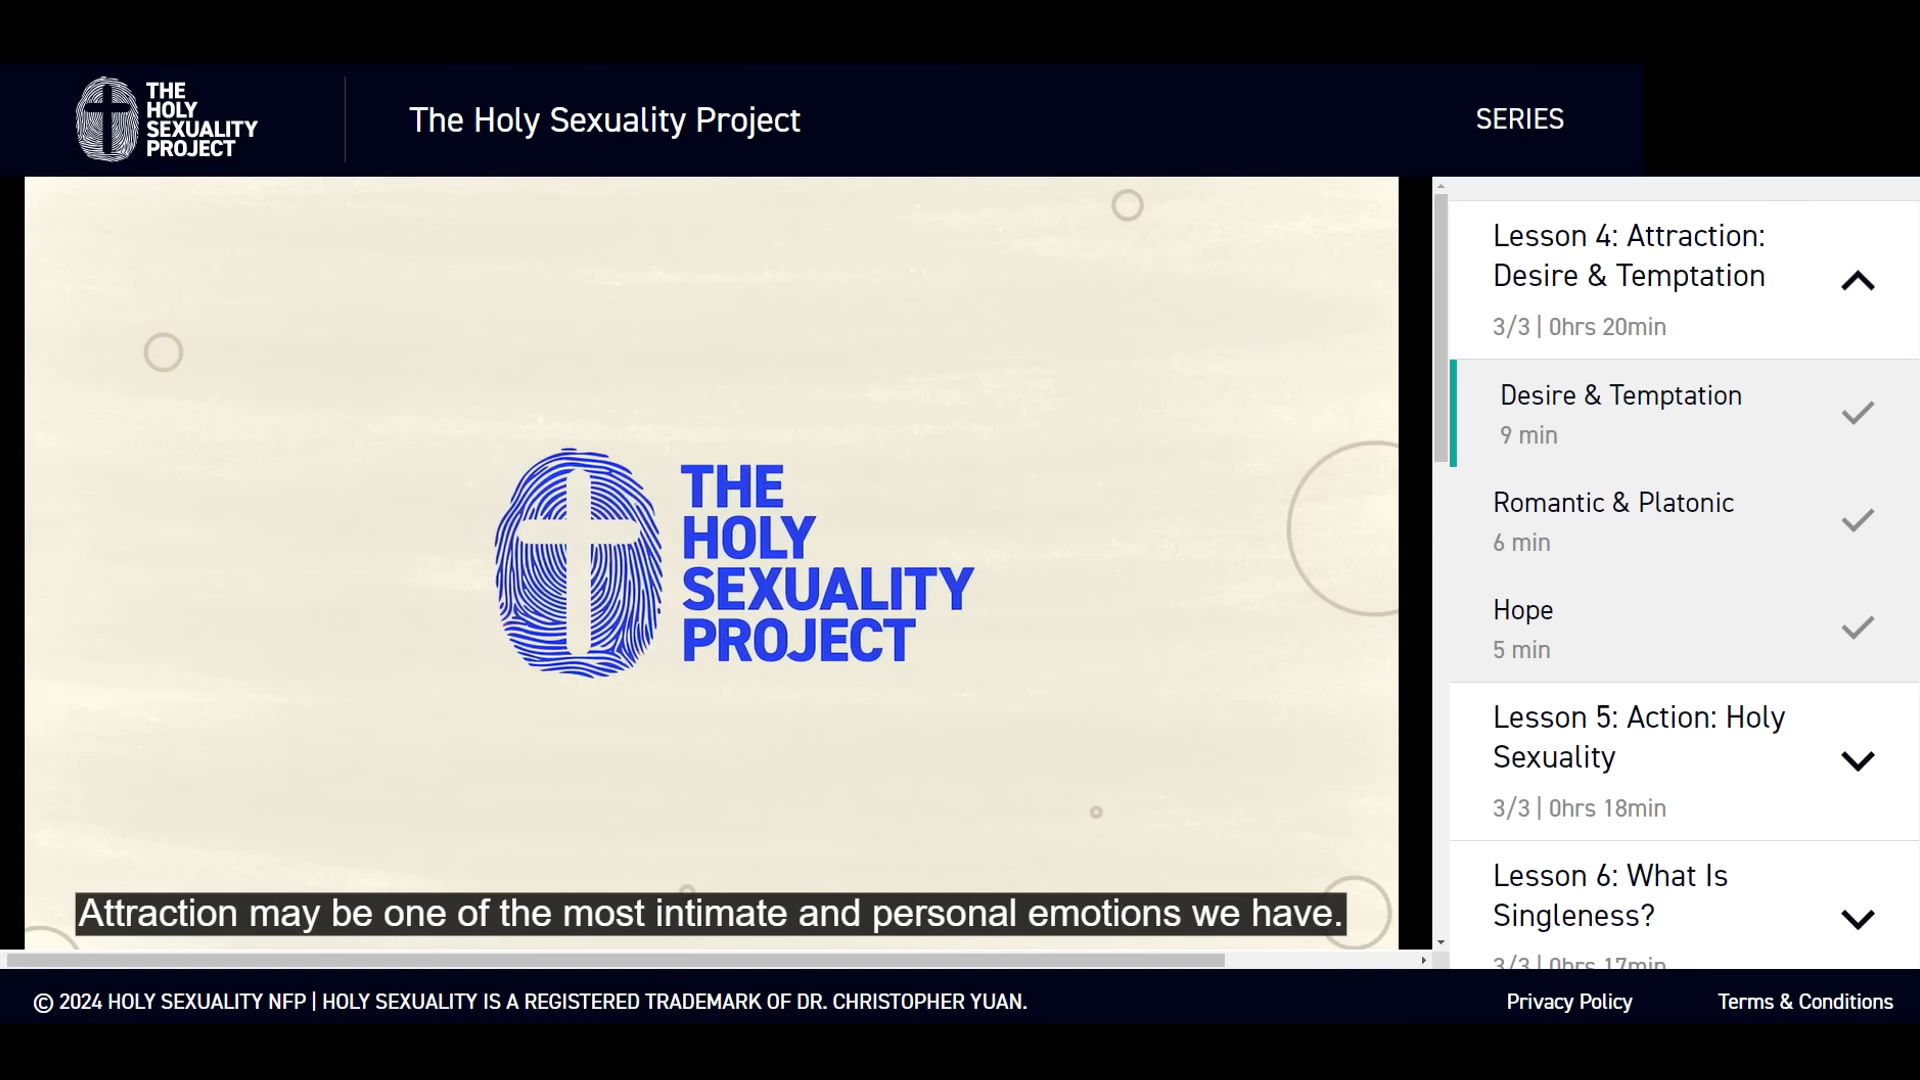 THE
HOLY
SEXUALITY
PROJECT
The Holy Sexuality Project
SERIES
THE
HOLY
SEXUALITY
PROJECT
Attraction may be one of the most intimate and personal emotions we have.
Lesson 4: Attraction:
Desire & Temptation
3/3 | 0hrs 20min
Desire & Temptation
9 min
Romantic & Platonic
6 min
Hope
5 min
Lesson 5: Action: Holy
Sexuality
3/3 | 0hrs 18min
Lesson 6: What Is
Singleness?
3/3 | 0hrs 17min
© 2024 HOLY SEXUALITY NFP | HOLY SEXUALITY IS A REGISTERED TRADEMARK OF DR. CHRISTOPHER YUAN.
Privacy Policy
Terms & Conditions